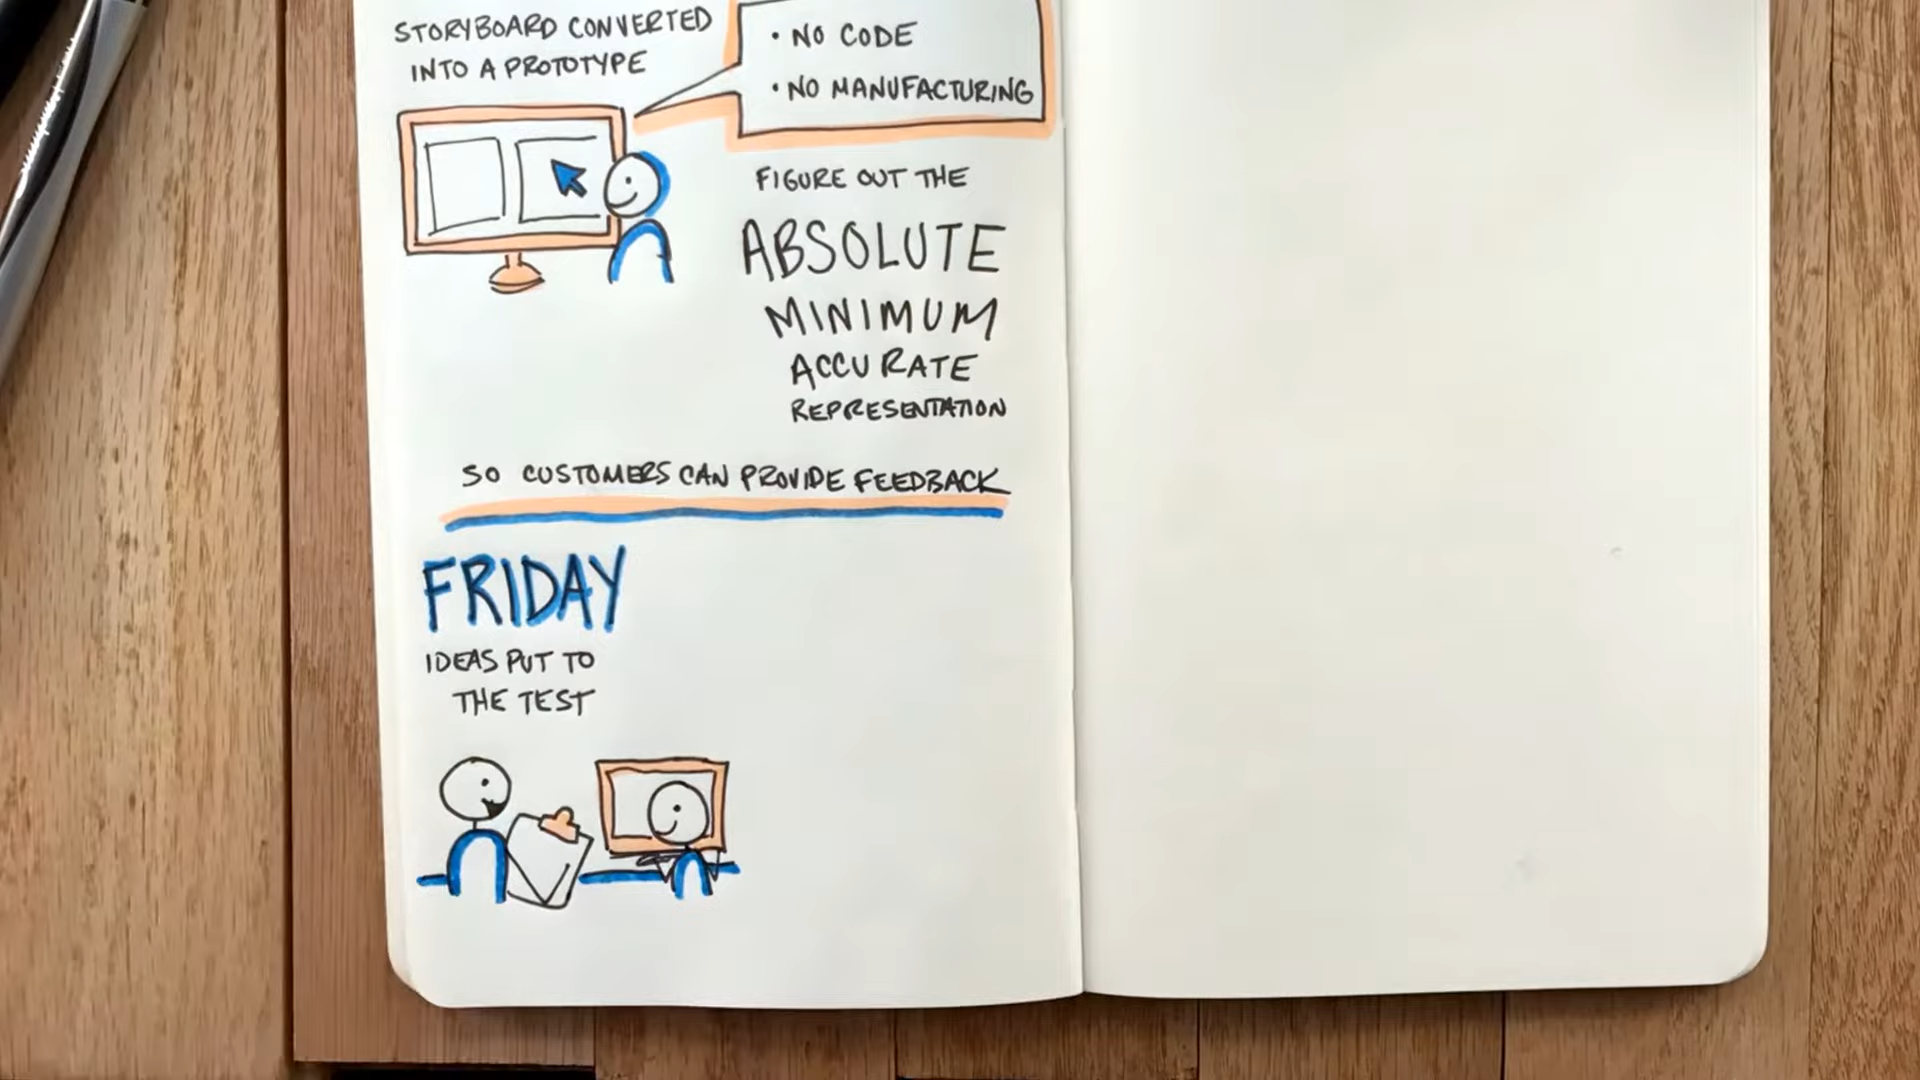 STORYBOARD CONVERTED
INTO A PROTOTYPE
• NO CODE
• NO MANUFACTURING
FIGURE OUT THE
ABSOLUTE
MINIMUM
ACCURATE
REPRESENTATION
SO CUSTOMERS CAN PROVIDE FEEDBACK
FRIDAY
IDEAS PUT TO
THE TEST